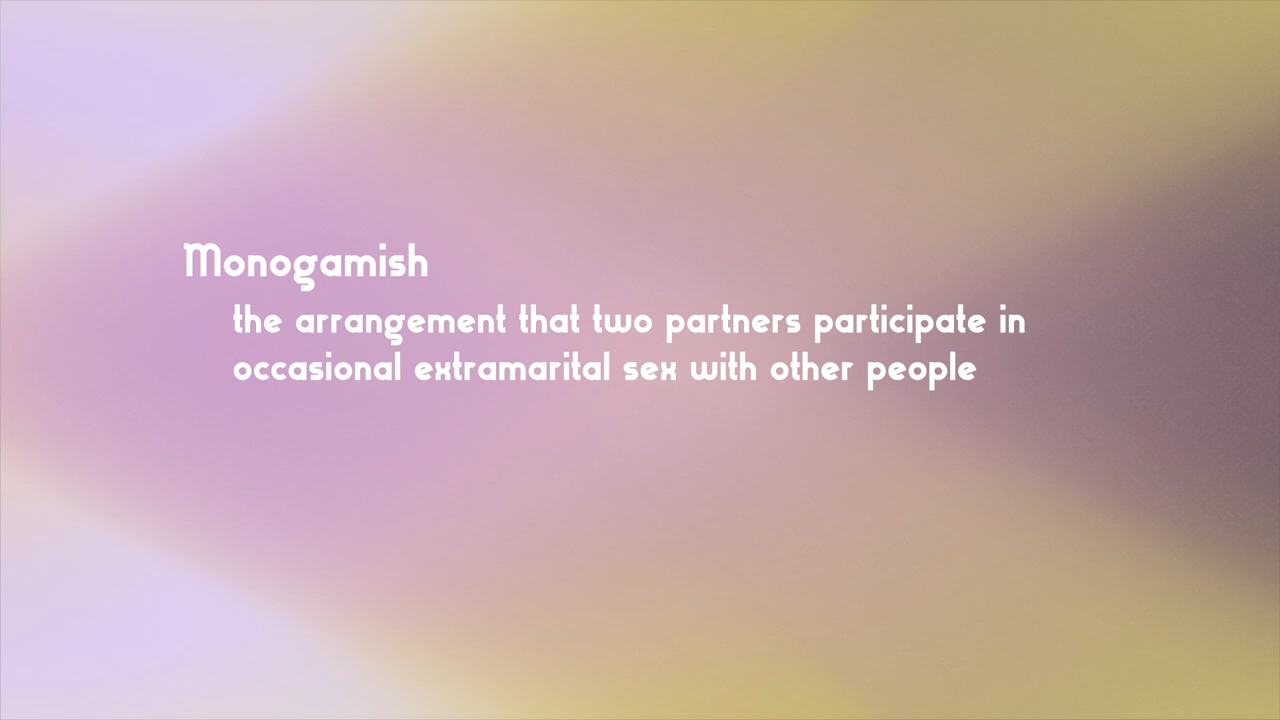 Monogamish
the arrangement that two partners participate in
occasional extramarital sex with other people